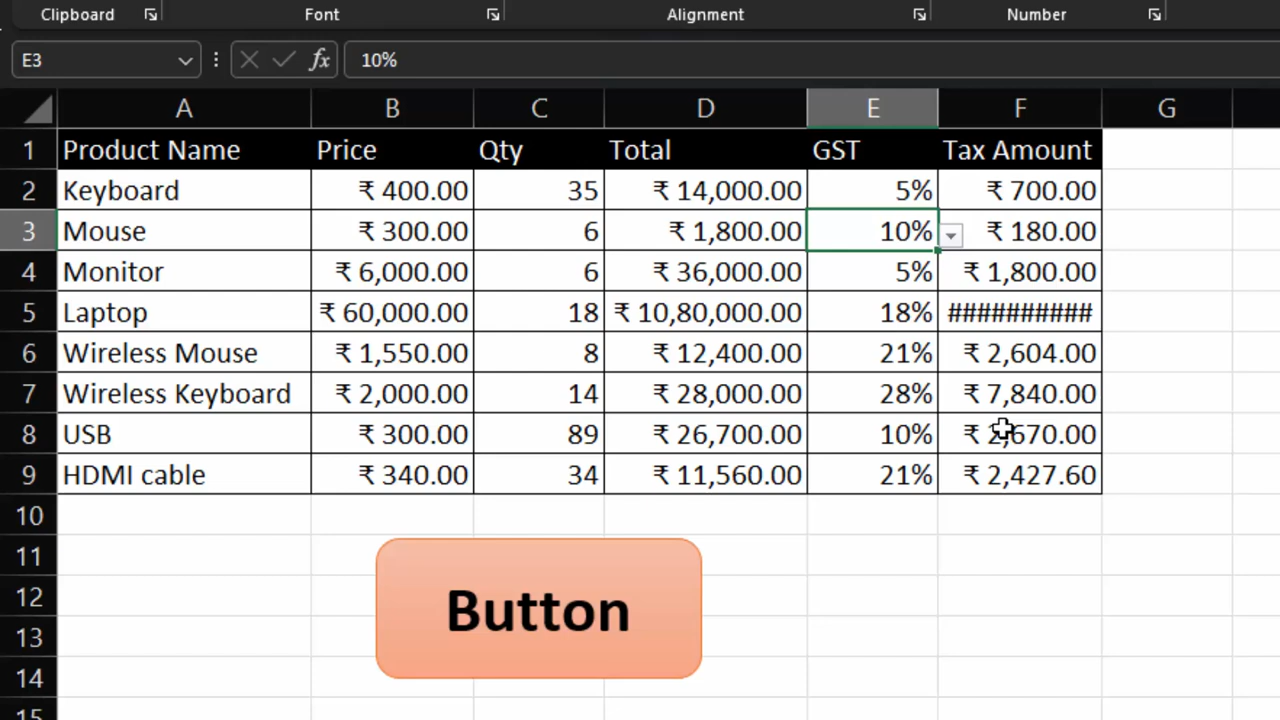 Clipboard Font Alignment Number
E3 fx 10%
A B C D E F G
1 Product Name Price Qty Total GST Tax Amount
2 Keyboard ₹ 400.00 35 ₹ 14,000.00 5% ₹ 700.00
3 Mouse ₹ 300.00 6 ₹ 1,800.00 10% ₹ 180.00
4 Monitor ₹ 6,000.00 6 ₹ 36,000.00 5% ₹ 1,800.00
5 Laptop ₹ 60,000.00 18 ₹ 10,80,000.00 18% ##########
6 Wireless Mouse ₹ 1,550.00 8 ₹ 12,400.00 21% ₹ 2,604.00
7 Wireless Keyboard ₹ 2,000.00 14 ₹ 28,000.00 28% ₹ 7,840.00
8 USB ₹ 300.00 89 ₹ 26,700.00 10% ₹ 2,670.00
9 HDMI cable ₹ 340.00 34 ₹ 11,560.00 21% ₹ 2,427.60
10
11
12
Button
13
14
15